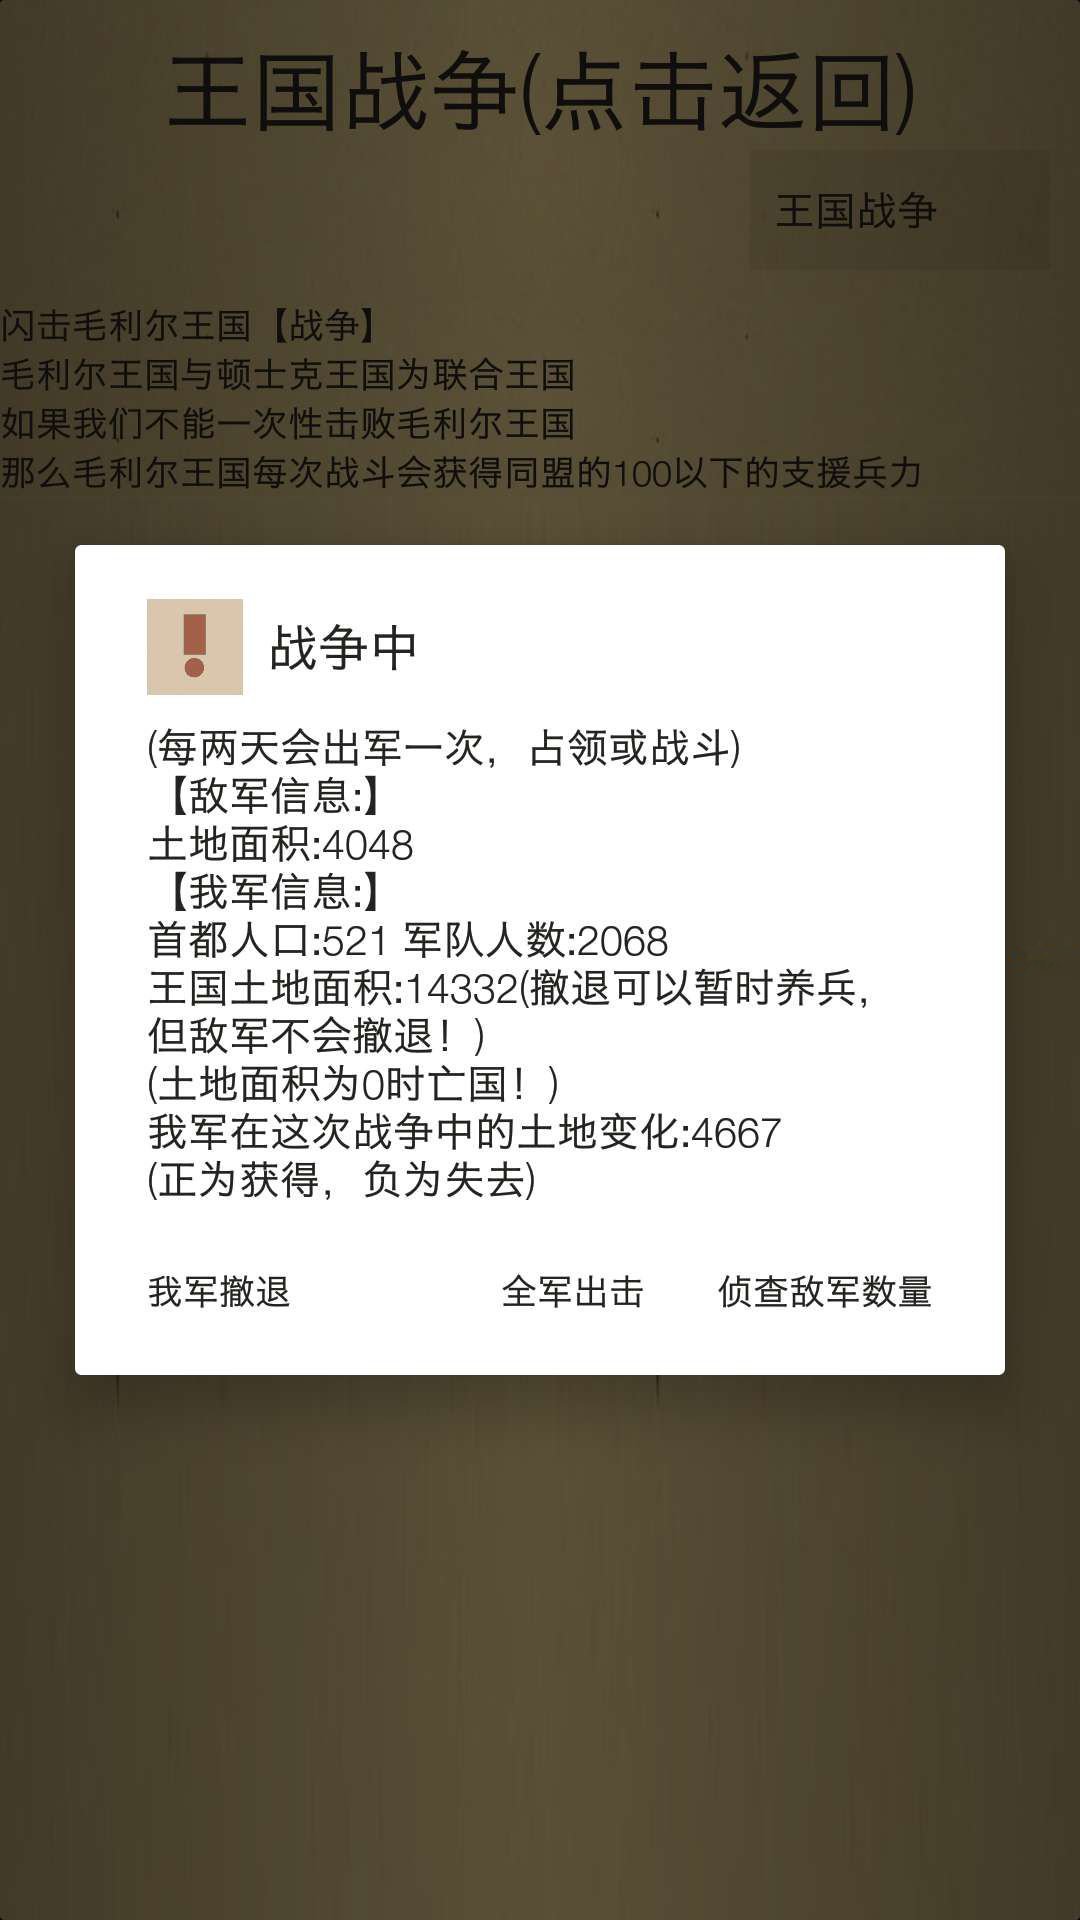 王国战争(点击返回)
王国战争
闪击毛利尔王国【战争】
毛利尔王国与顿士克王国为联合王国
如果我们不能一次性击败毛利尔王国
那么毛利尔王国每次战斗会获得同盟的100以下的支援兵力
战争中
(每两天会出军一次，占领或战斗)
【敌军信息:】
土地面积:4048
【我军信息:】
首都人口:521 军队人数:2068
王国土地面积:14332(撤退可以暂时养兵，
但敌军不会撤退！)
(土地面积为0时亡国！)
我军在这次战争中的土地变化:4667
(正为获得，负为失去)
我军撤退 全军出击 侦查敌军数量